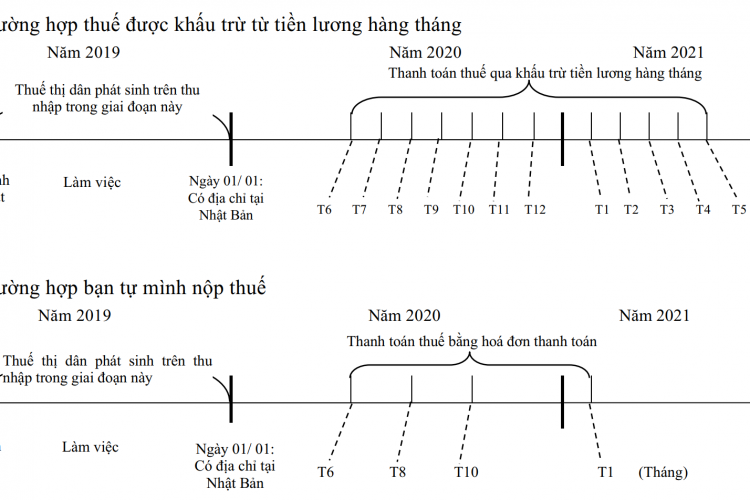 ường hợp thuế được khấu trừ từ tiền lương hàng tháng
Năm 2019 Năm 2020 Năm 2021
Thuế thị dân phát sinh trên thu
nhập trong giai đoạn này
Thanh toán thuế qua khấu trừ tiền lương hàng tháng
Làm việc
Ngày 01/ 01:
Có địa chỉ tại
Nhật Bản
T6 T7 T8 T9 T10 T11 T12 T1 T2 T3 T4 T5
ường hợp bạn tự mình nộp thuế
Năm 2019 Năm 2020 Năm 2021
Thuế thị dân phát sinh trên thu
nhập trong giai đoạn này
Thanh toán thuế bằng hoá đơn thanh toán
Làm việc
Ngày 01/ 01:
Có địa chỉ tại
Nhật Bản
T6 T8 T10 T1 (Tháng)